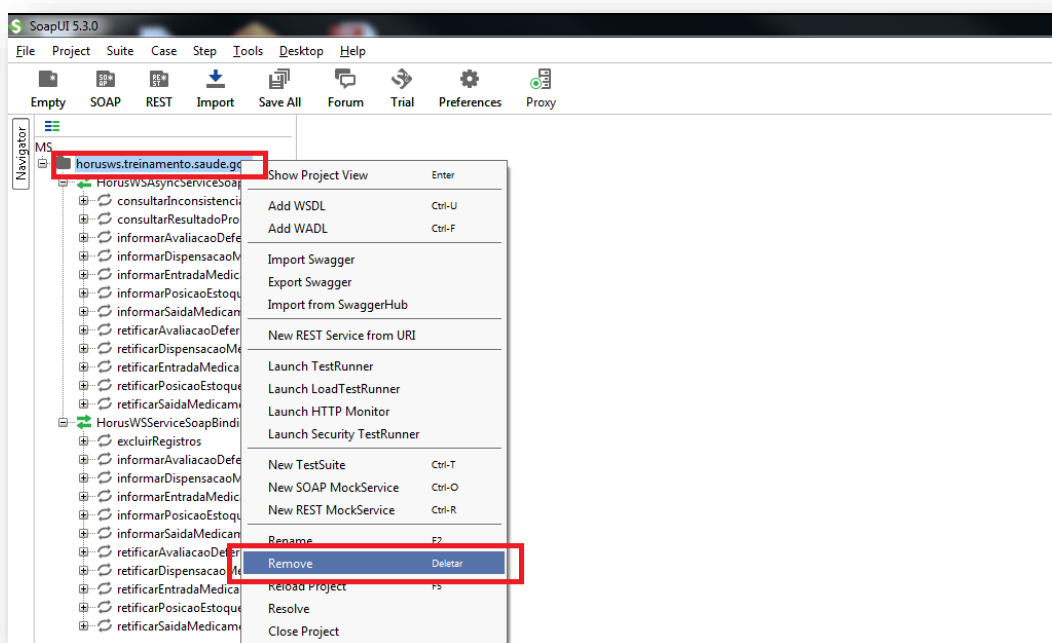 SoapUI 5.3.0
File Project Suite Case Step Tools Desktop Help
Empty SOAP REST Import Save All Forum Trial Preferences Proxy
Navigator
MS
horusws.treinamento.saude.go
HorusWSAsyncServiceSoap
consultarInconsistencia
consultarResultadoPro
informarAvaliacaoDefe
informarDispensacaoM
informarEntradaMedic
informarPosicaoEstoqu
informarSaidaMedicam
retificarAvaliacaoDefer
retificarDispensacaoMe
retificarEntradaMedica
retificarPosicaoEstoque
retificarSaidaMedicame
HorusWSServiceSoapBindi
excluirRegistros
informarAvaliacaoDefe
informarDispensacaoM
informarEntradaMedic
informarPosicaoEstoqu
informarSaidaMedicam
retificarAvaliacaoDefer
retificarDispensacaoMe
retificarEntradaMedica
retificarPosicaoEstoque
retificarSaidaMedicame
Show Project View Enter
Add WSDL Ctrl-U
Add WADL Ctrl-F
Import Swagger
Export Swagger
Import from SwaggerHub
New REST Service from URI
Launch TestRunner
Launch LoadTestRunner
Launch HTTP Monitor
Launch Security TestRunner
New TestSuite Ctrl-T
New SOAP MockService Ctrl-O
New REST MockService Ctrl-R
Rename F2
Remove Deletar
Reload Project F5
Resolve
Close Project